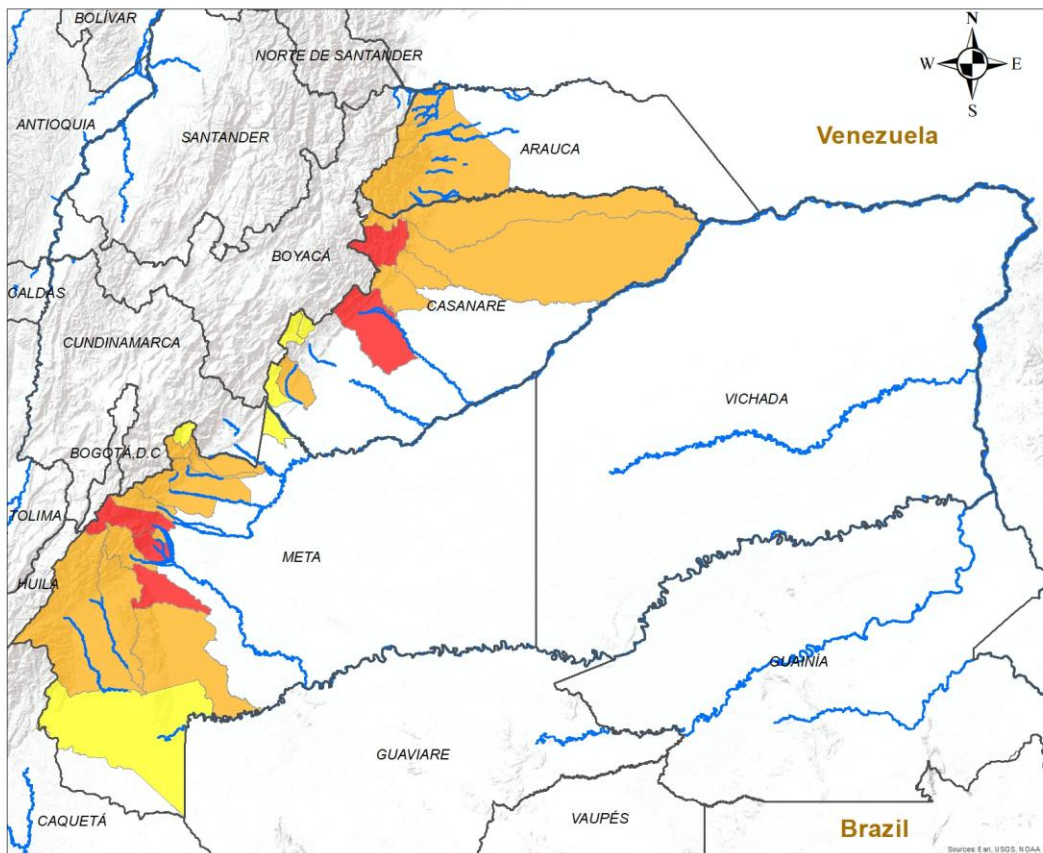 BOLÍVAR
N
NORTE DE SANTANDER
W
E
S
ANTIOQUIA
SANTANDER
Venezuela
ARAUCA
BOYACÁ
CALDAS
CASANARE
CUNDINAMARCA
VICHADA
BOGOTÁ,D.C
TOLIMA
META
HUILA
GUAINÍA
GUAVIARE
CAQUETÁ
VAUPÉS
Brazil
Sources: Esri, USGS, NOAA